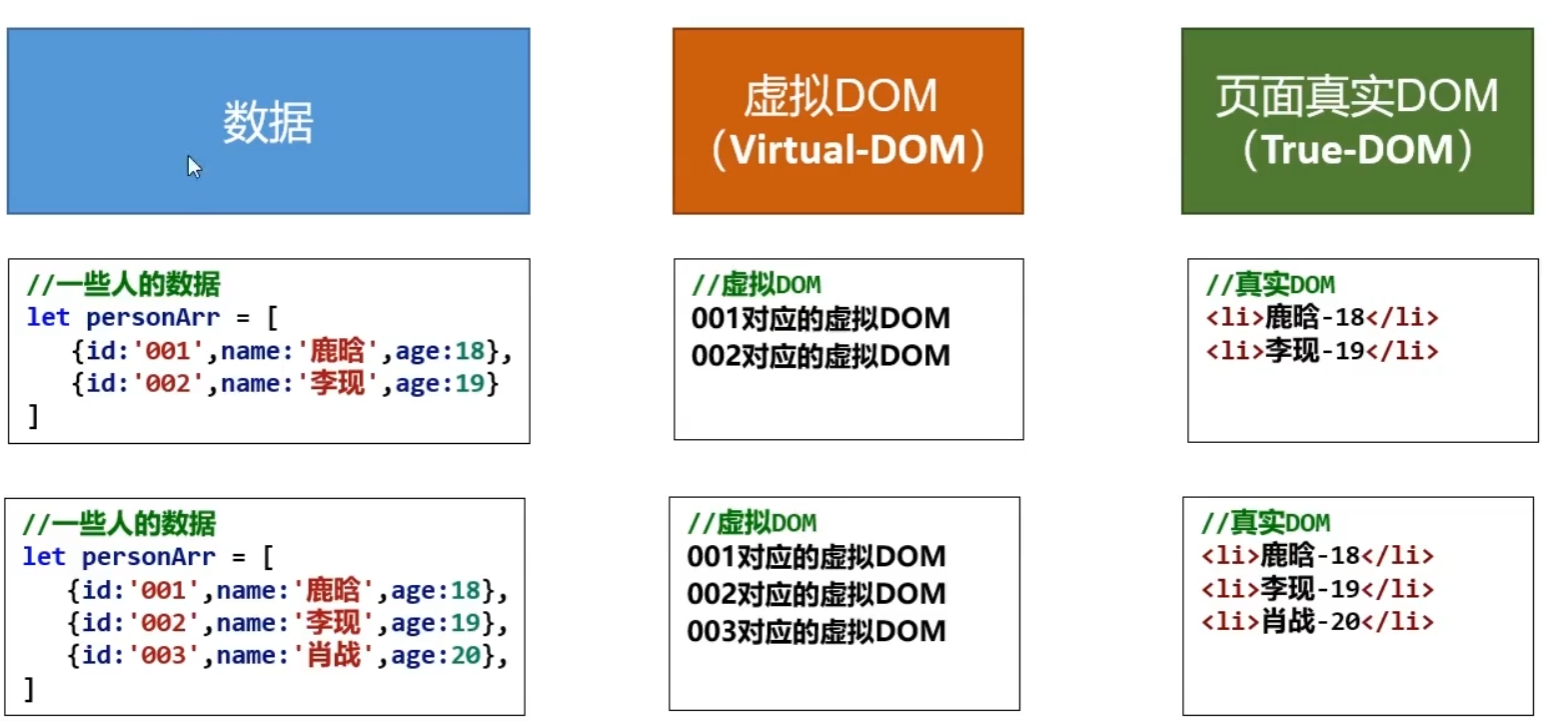 数据
虚拟DOM
（Virtual-DOM）
页面真实DOM
（True-DOM）
//一些人的数据
let personArr = [
{id:'001',name:'鹿晗',age:18},
{id:'002',name:'李现',age:19}
]
//虚拟DOM
001对应的虚拟DOM
002对应的虚拟DOM
//真实DOM
<li>鹿晗-18</li>
<li>李现-19</li>
//一些人的数据
let personArr = [
{id:'001',name:'鹿晗',age:18},
{id:'002',name:'李现',age:19},
{id:'003',name:'肖战',age:20},
]
//虚拟DOM
001对应的虚拟DOM
002对应的虚拟DOM
003对应的虚拟DOM
//真实DOM
<li>鹿晗-18</li>
<li>李现-19</li>
<li>肖战-20</li>